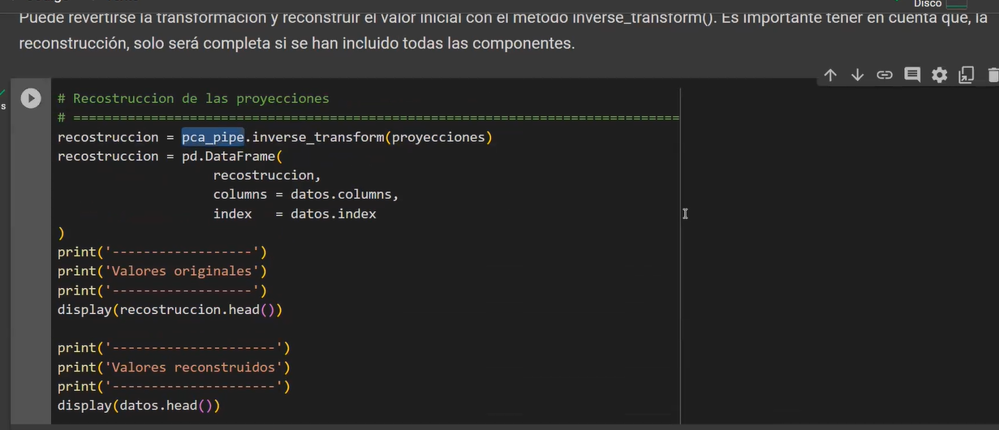 Disco
Puede revertirse la transformación y reconstruir el valor inicial con el método inverse_transform(). Es importante tener en cuenta que, la
reconstrucción, solo será completa si se han incluido todas las componentes.
s
# Recostruccion de las proyecciones
# ==============================================================================
recostruccion = pca_pipe.inverse_transform(proyecciones)
recostruccion = pd.DataFrame(
recostruccion,
columns = datos.columns,
index   = datos.index
)
print('------------------')
print('Valores originales')
print('------------------')
display(recostruccion.head())
print('---------------------')
print('Valores reconstruidos')
print('---------------------')
display(datos.head())